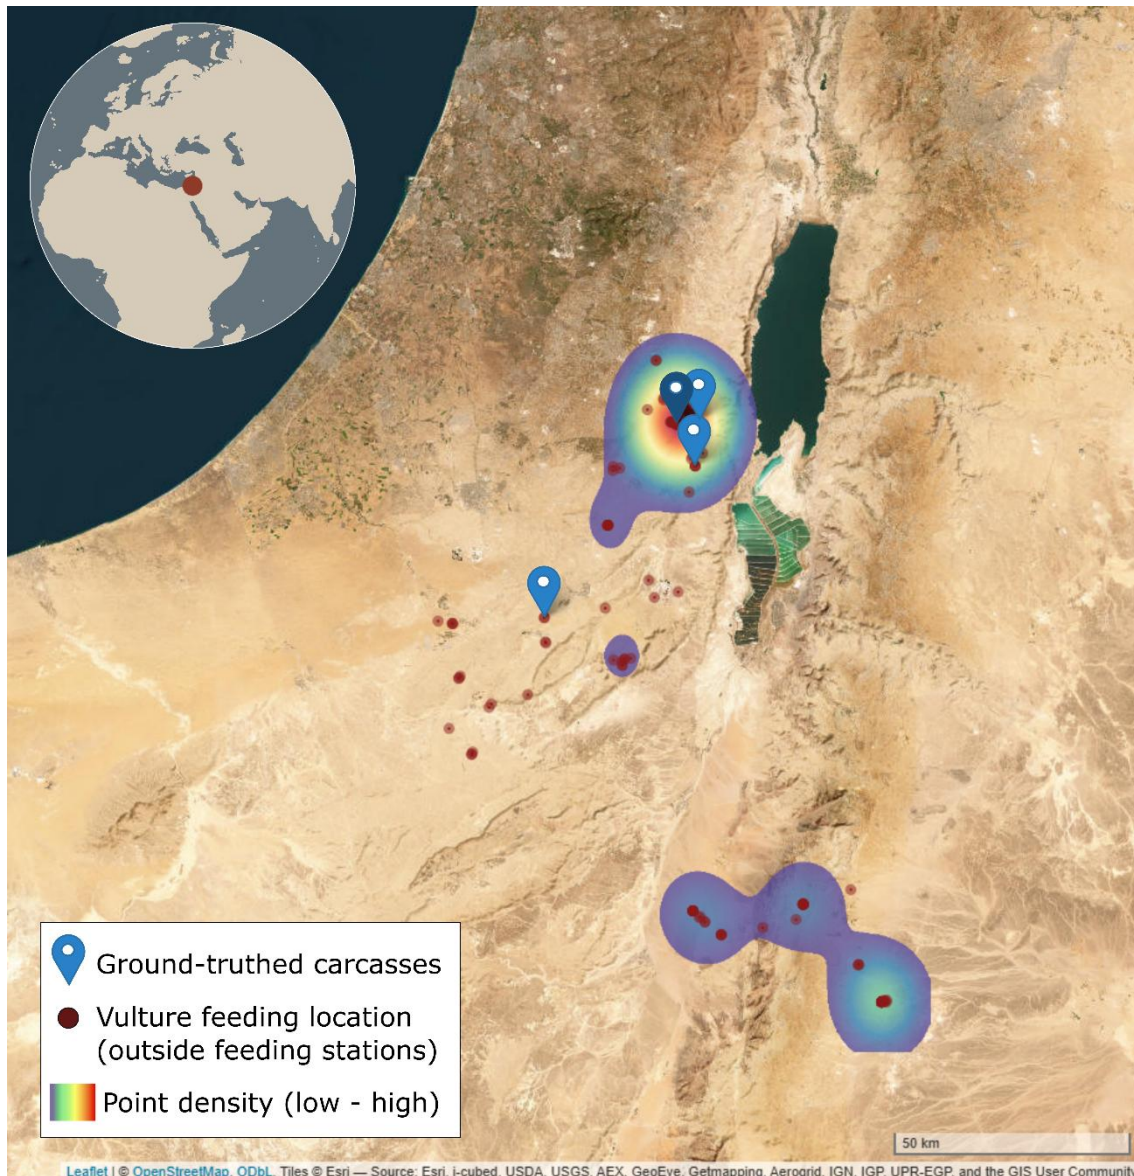 Ground-truthed carcasses
Vulture feeding location
(outside feeding stations)
Point density (low - high)
50 km
Leaflet | © OpenStreetMap, ODbL, Tiles © Esri — Source: Esri, i-cubed, USDA, USGS, AEX, GeoEye, Getmapping, Aerogrid, IGN, IGP, UPR-EGP, and the GIS User Community